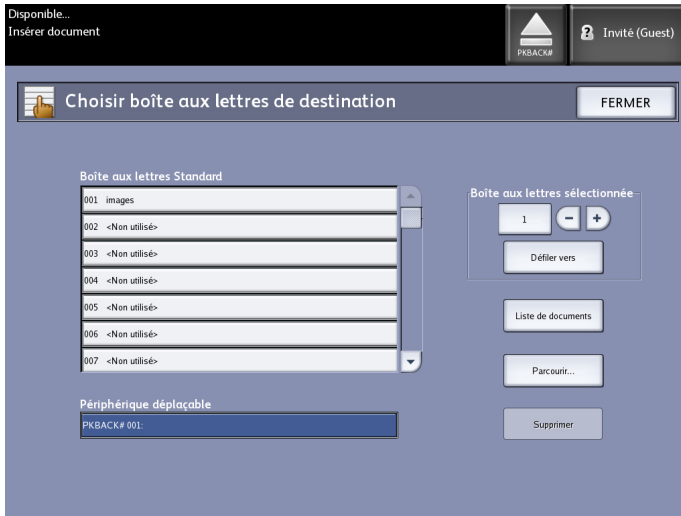 Disponible...
Insérer document
PKBACK#
Invité (Guest)
Choisir boîte aux lettres de destination
FERMER
Boîte aux lettres Standard
001 images
002 <Non utilisé>
003 <Non utilisé>
004 <Non utilisé>
005 <Non utilisé>
006 <Non utilisé>
007 <Non utilisé>
Boîte aux lettres sélectionnée
1 - +
Défiler vers
Liste de documents
Parcourir...
Périphérique déplaçable
PKBACK# 001:
Supprimer